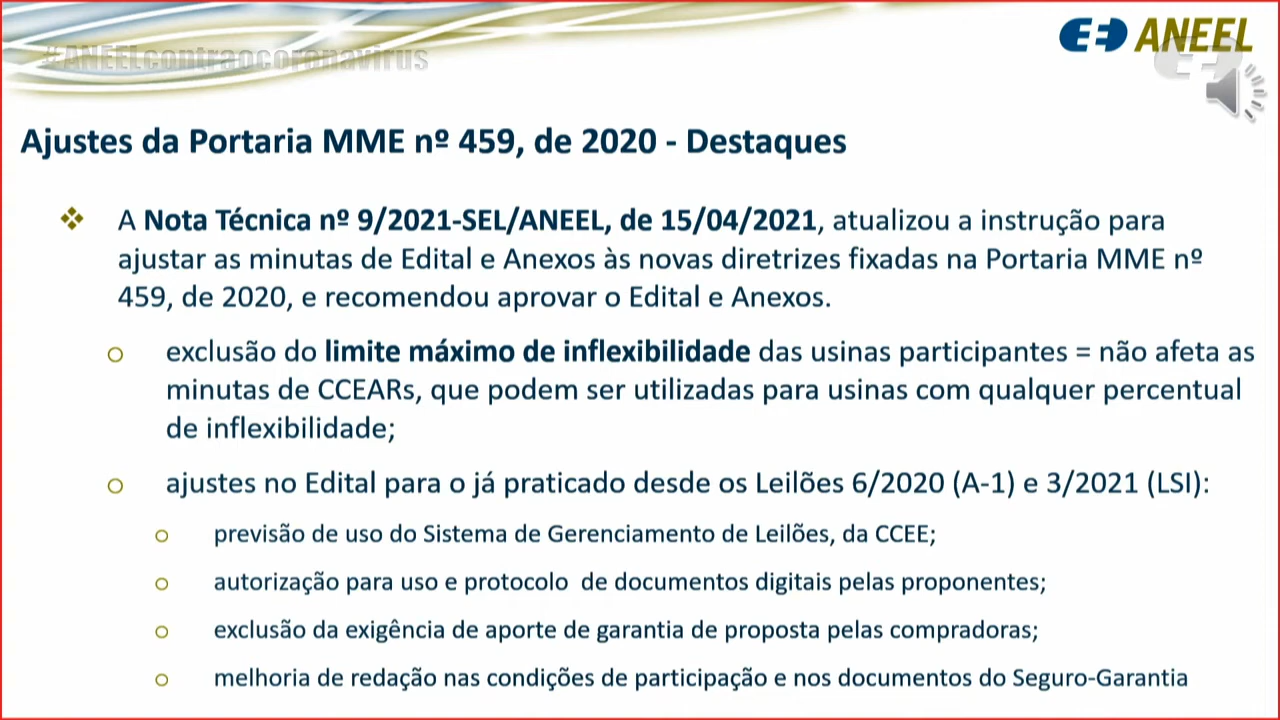 #ANEELcontraocoronavirus
ANEEL
Ajustes da Portaria MME nº 459, de 2020 - Destaques
A Nota Técnica nº 9/2021-SEL/ANEEL, de 15/04/2021, atualizou a instrução para
ajustar as minutas de Edital e Anexos às novas diretrizes fixadas na Portaria MME nº
459, de 2020, e recomendou aprovar o Edital e Anexos.
exclusão do limite máximo de inflexibilidade das usinas participantes = não afeta as
minutas de CCEARs, que podem ser utilizadas para usinas com qualquer percentual
de inflexibilidade;
ajustes no Edital para o já praticado desde os Leilões 6/2020 (A-1) e 3/2021 (LSI):
previsão de uso do Sistema de Gerenciamento de Leilões, da CCEE;
autorização para uso e protocolo de documentos digitais pelas proponentes;
exclusão da exigência de aporte de garantia de proposta pelas compradoras;
melhoria de redação nas condições de participação e nos documentos do Seguro-Garantia